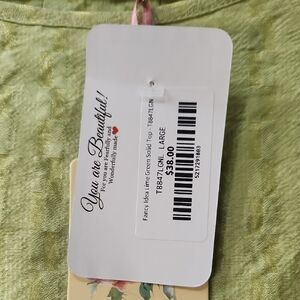 You are Beautiful!
For you are Fearfully and
Wonderfully made
Fancy Idea Lime Green Solid Top - T8847LGNL
T8847LGNL LARGE
$38.00
521729T803